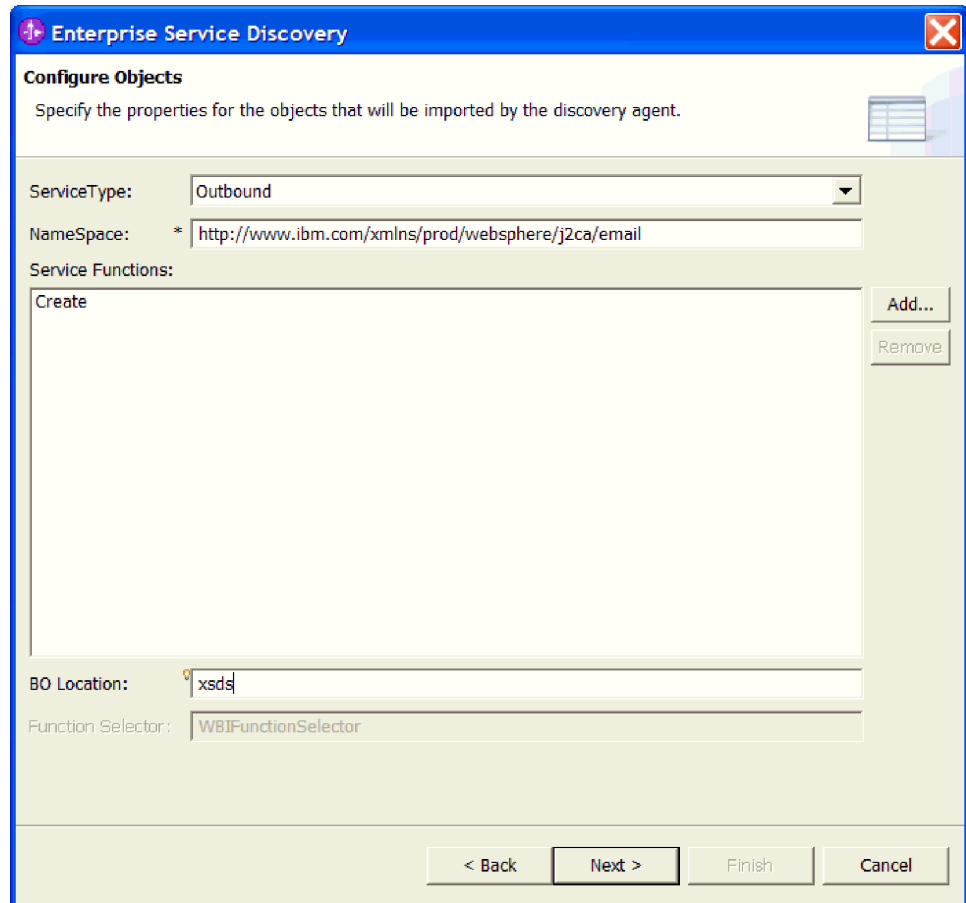 Enterprise Service Discovery
Configure Objects
Specify the properties for the objects that will be imported by the discovery agent.
ServiceType: Outbound
NameSpace: * http://www.ibm.com/xmlns/prod/websphere/j2ca/email
Service Functions:
Create
Add...
Remove
BO Location: xsds
Function Selector: WBIFunctionSelector
< Back Next > Finish Cancel